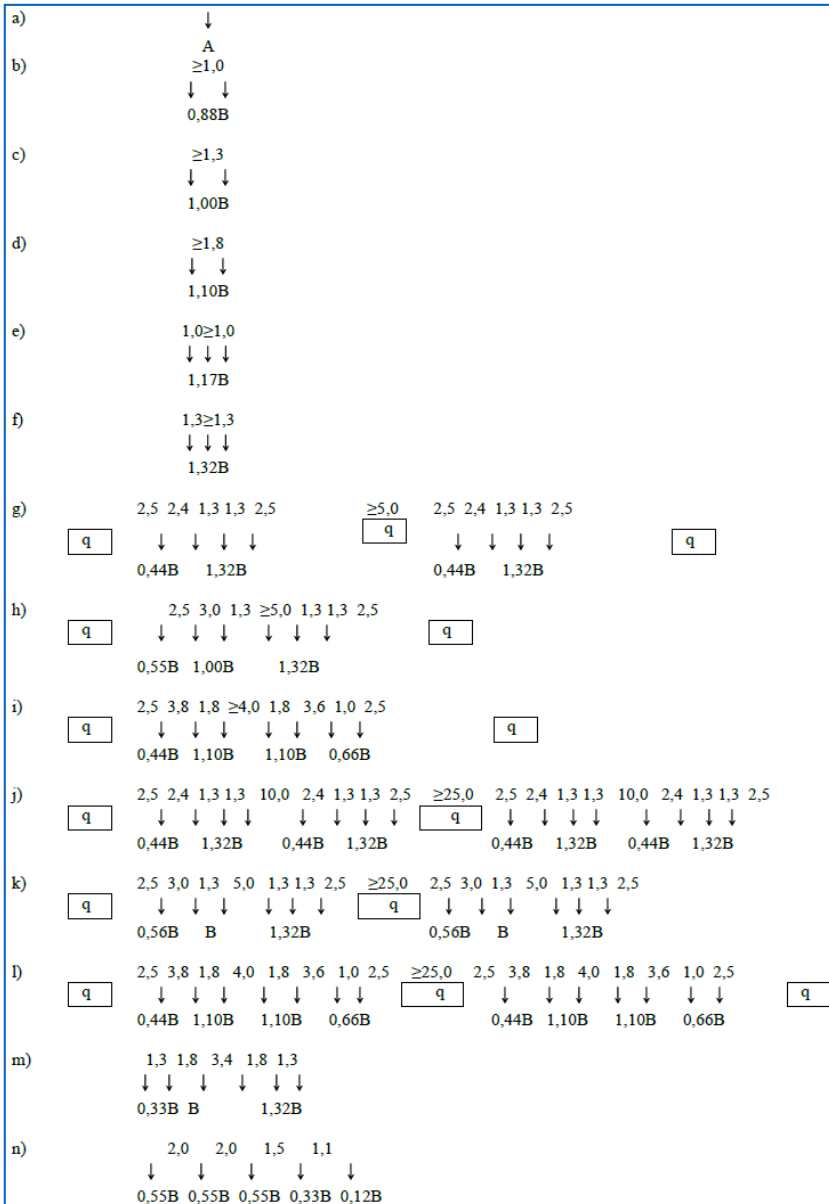 a)
A
b) ≥1,0
0,88B
c) ≥1,3
1,00B
d) ≥1,8
1,10B
e) 1,0≥1,0
1,17B
f) 1,3≥1,3
1,32B
g) 2,5 2,4 1,3 1,3 2,5 ≥5,0 2,5 2,4 1,3 1,3 2,5
q q q
0,44B 1,32B 0,44B 1,32B
h) 2,5 3,0 1,3 ≥5,0 1,3 1,3 2,5
q q
0,55B 1,00B 1,32B
i) 2,5 3,8 1,8 ≥4,0 1,8 3,6 1,0 2,5
q q
0,44B 1,10B 1,10B 0,66B
j) 2,5 2,4 1,3 1,3 10,0 2,4 1,3 1,3 2,5 ≥25,0 2,5 2,4 1,3 1,3 10,0 2,4 1,3 1,3 2,5
q q
0,44B 1,32B 0,44B 1,32B 0,44B 1,32B 0,44B 1,32B
k) 2,5 3,0 1,3 5,0 1,3 1,3 2,5 ≥25,0 2,5 3,0 1,3 5,0 1,3 1,3 2,5
q q
0,56B B 1,32B 0,56B B 1,32B
l) 2,5 3,8 1,8 4,0 1,8 3,6 1,0 2,5 ≥25,0 2,5 3,8 1,8 4,0 1,8 3,6 1,0 2,5
q q q
0,44B 1,10B 1,10B 0,66B 0,44B 1,10B 1,10B 0,66B
m) 1,3 1,8 3,4 1,8 1,3
0,33B B 1,32B
n) 2,0 2,0 1,5 1,1
0,55B 0,55B 0,55B 0,33B 0,12B